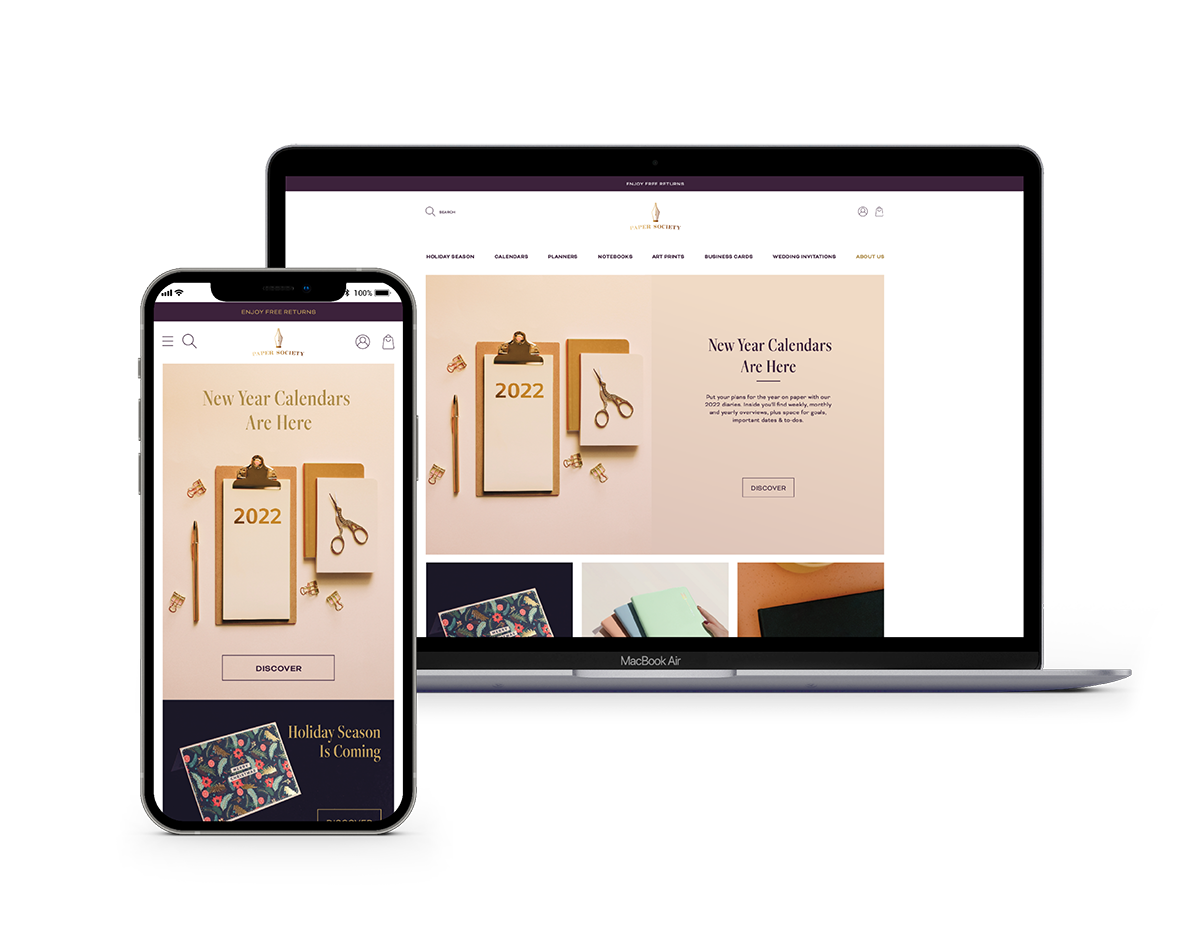 ENJOY FREE RETURNS
SEARCH
PAPER SOCIETY
HOLIDAY SEASON CALENDARS PLANNERS NOTEBOOKS ART PRINTS BUSINESS CARDS WEDDING INVITATIONS ABOUT US
2022
New Year Calendars
Are Here
Put your plans for the year on paper with our
2022 diaries. Inside you'll find weekly, monthly
and yearly overviews, plus space for goals,
important dates & to-dos.
DISCOVER
MERRY
MacBook Air
100%
ENJOY FREE RETURNS
PAPER SOCIETY
New Year Calendars
Are Here
2022
DISCOVER
Holiday Season
Is Coming
MERRY
CHRISTMAS
DISCOVER